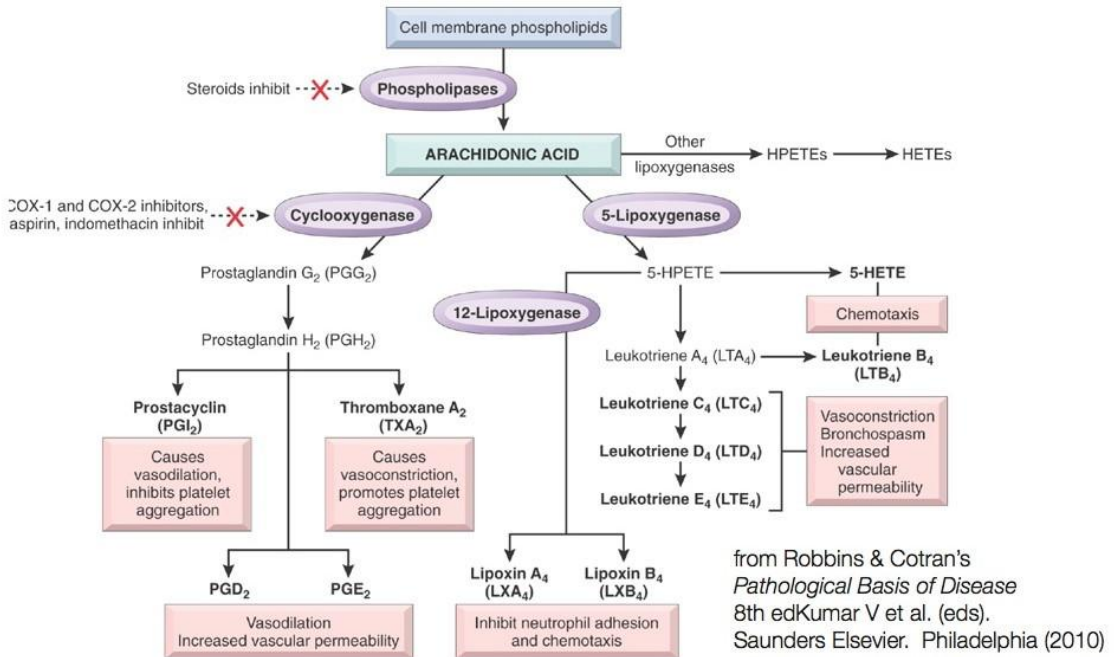 Cell membrane phospholipids
Steroids inhibit
Phospholipases
ARACHIDONIC ACID
Other
lipoxygenases
HPETEs
HETEs
COX-1 and COX-2 inhibitors,
aspirin, indomethacin inhibit
Cyclooxygenase
5-Lipoxygenase
Prostaglandin G₂ (PGG₂)
5-HPETE
5-HETE
12-Lipoxygenase
Chemotaxis
Prostaglandin H₂ (PGH₂)
Leukotriene A₄ (LTA₄)
Leukotriene B₄
(LTB₄)
Prostacyclin
(PGI₂)
Causes
vasodilation,
inhibits platelet
aggregation
Thromboxane A₂
(TXA₂)
Causes
vasoconstriction,
promotes platelet
aggregation
Leukotriene C₄ (LTC₄)
Leukotriene D₄ (LTD₄)
Leukotriene E₄ (LTE₄)
Vasoconstriction
Bronchospasm
Increased
vascular
permeability
PGD₂
PGE₂
Vasodilation
Increased vascular permeability
Lipoxin A₄
(LXA₄)
Lipoxin B₄
(LXB₄)
Inhibit neutrophil adhesion
and chemotaxis
from Robbins & Cotran's
Pathological Basis of Disease
8th edKumar V et al. (eds).
Saunders Elsevier. Philadelphia (2010)